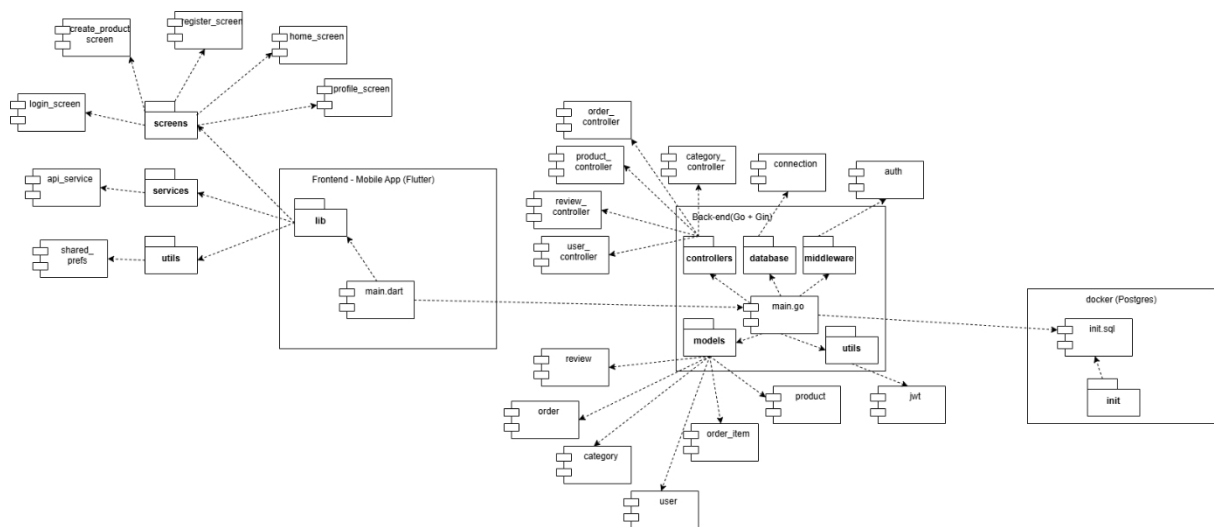 create_product
screen
register_screen
home_screen
profile_screen
login_screen
screens
api_service
services
shared_
prefs
utils
Frontend - Mobile App (Flutter)
lib
main.dart
order_
controller
product_
controller
category_
controller
connection
auth
review_
controller
user_
controller
Back-end(Go + Gin)
controllers
database
middleware
main.go
models
utils
review
order
category
user
order_item
product
jwt
docker (Postgres)
init.sql
init